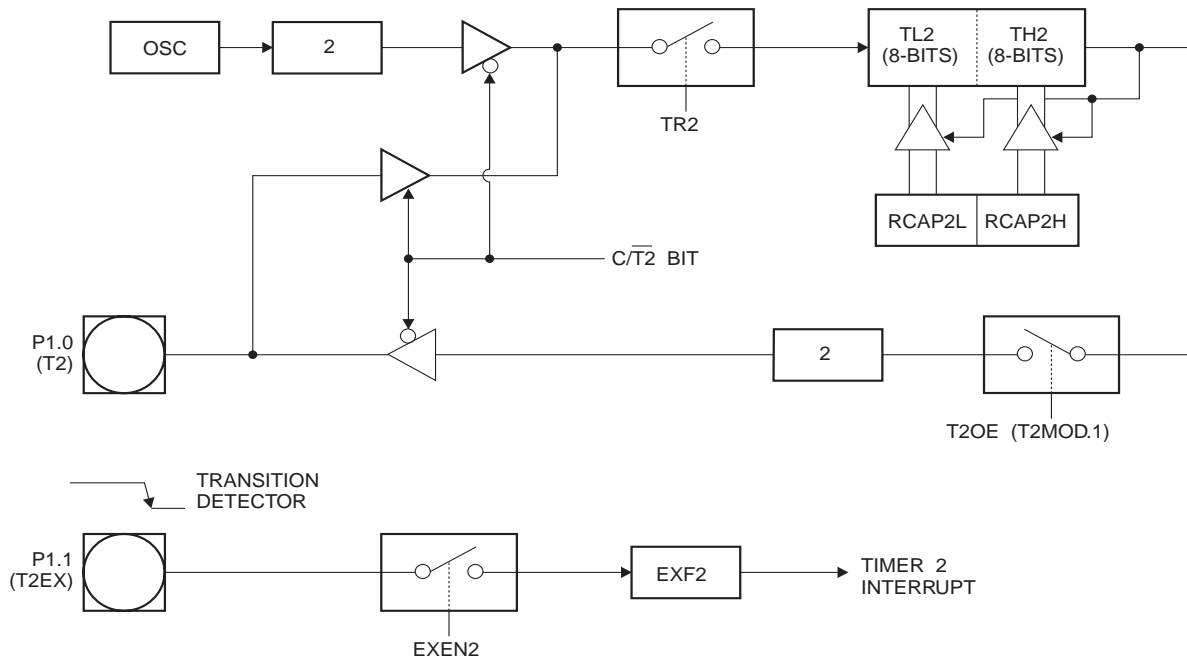 OSC
2
TR2
TL2
(8-BITS)
TH2
(8-BITS)
RCAP2L
RCAP2H
C/T̅2̅ BIT
P1.0
(T2)
2
T2OE (T2MOD.1)
TRANSITION
DETECTOR
P1.1
(T2EX)
EXF2
TIMER 2
INTERRUPT
EXEN2